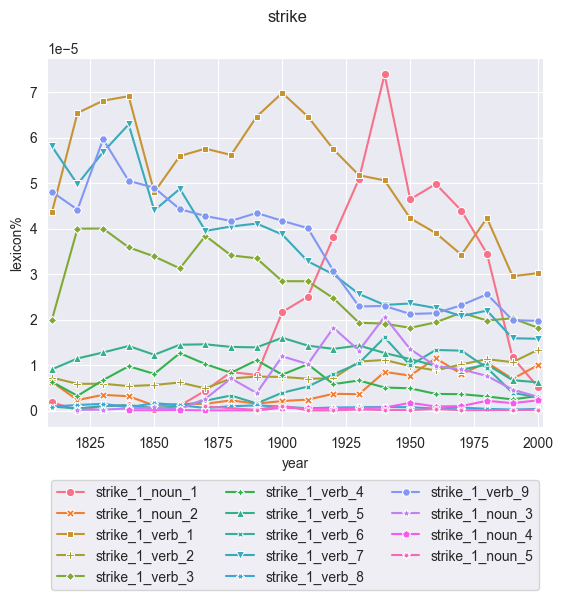 strike
1e−5
7
6
5
4
3
2
1
0
lexicon%
1825 1850 1875 1900 1925 1950 1975 2000
year
strike_1_noun_1 strike_1_verb_4 strike_1_verb_9
strike_1_noun_2 strike_1_verb_5 strike_1_noun_3
strike_1_verb_1 strike_1_verb_6 strike_1_noun_4
strike_1_verb_2 strike_1_verb_7 strike_1_noun_5
strike_1_verb_3 strike_1_verb_8